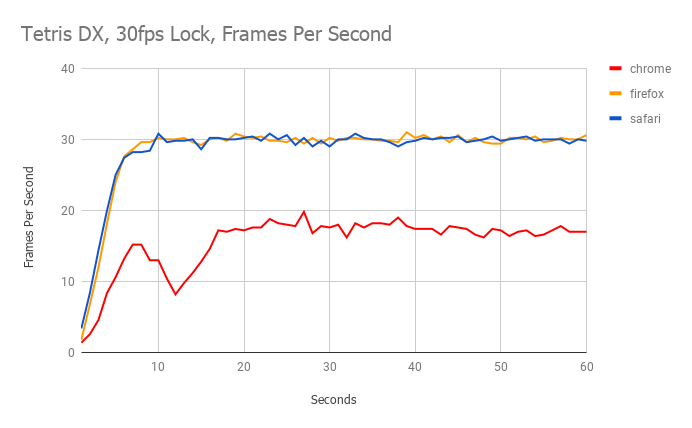 Tetris DX, 30fps Lock, Frames Per Second
chrome
firefox
safari
Frames Per Second
40
30
20
10
0
10 20 30 40 50 60
Seconds